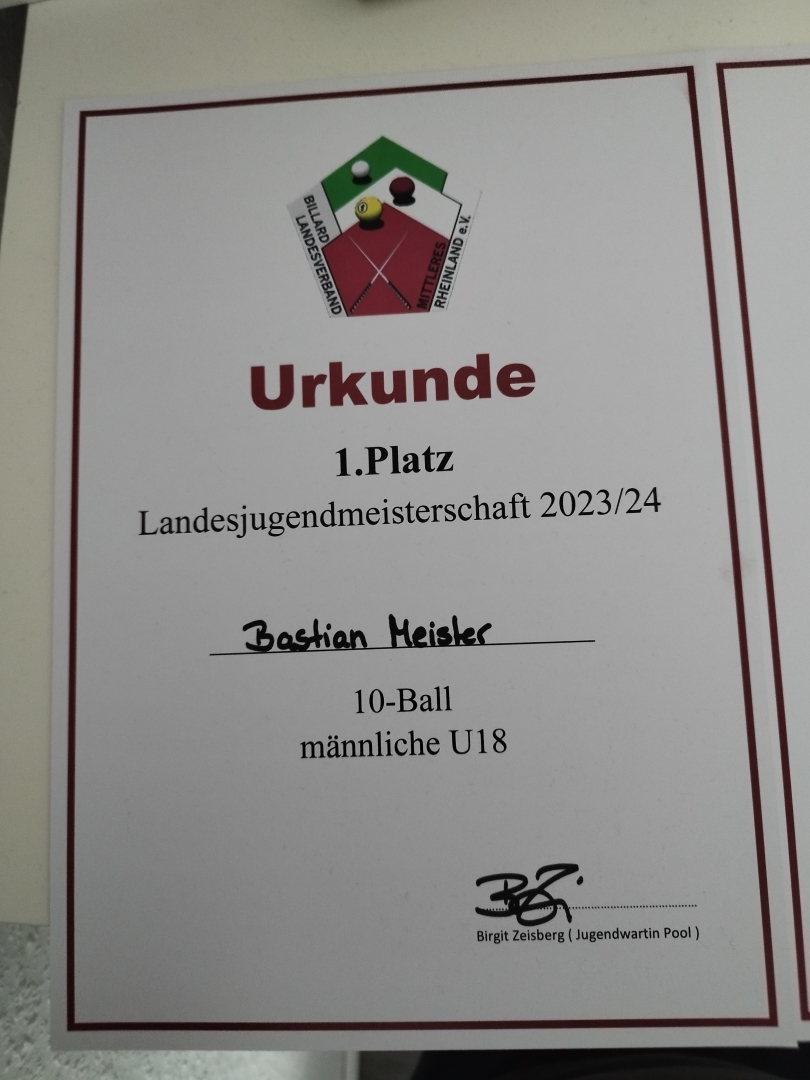 BILLARD
LANDESVERBAND
MITTLERES
RHEINLAND e.V.
1
Urkunde
1.Platz
Landesjugendmeisterschaft 2023/24
Bastian Meister
10-Ball
männliche U18
Birgit Zeisberg ( Jugendwartin Pool )